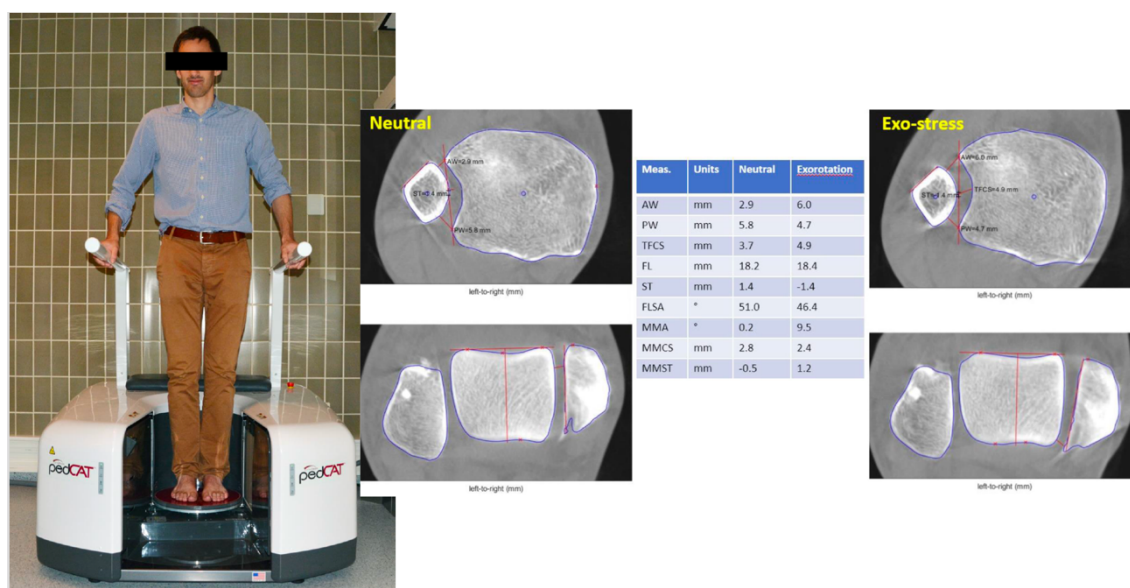 pedCAT
pedCAT
Neutral
AW=2.9 mm
ST=1.4 mm
PW=5.8 mm
left-to-right (mm)
left-to-right (mm)
Meas. Units Neutral Exorotation
AW mm 2.9 6.0
PW mm 5.8 4.7
TFCS mm 3.7 4.9
FL mm 18.2 18.4
ST mm 1.4 -1.4
FLSA ° 51.0 46.4
MMA ° 0.2 9.5
MMCS mm 2.8 2.4
MMST mm -0.5 1.2
Exo-stress
AW=6.0 mm
TFCS=4.9 mm
ST=-1.4 mm
PW=4.7 mm
left-to-right (mm)
left-to-right (mm)